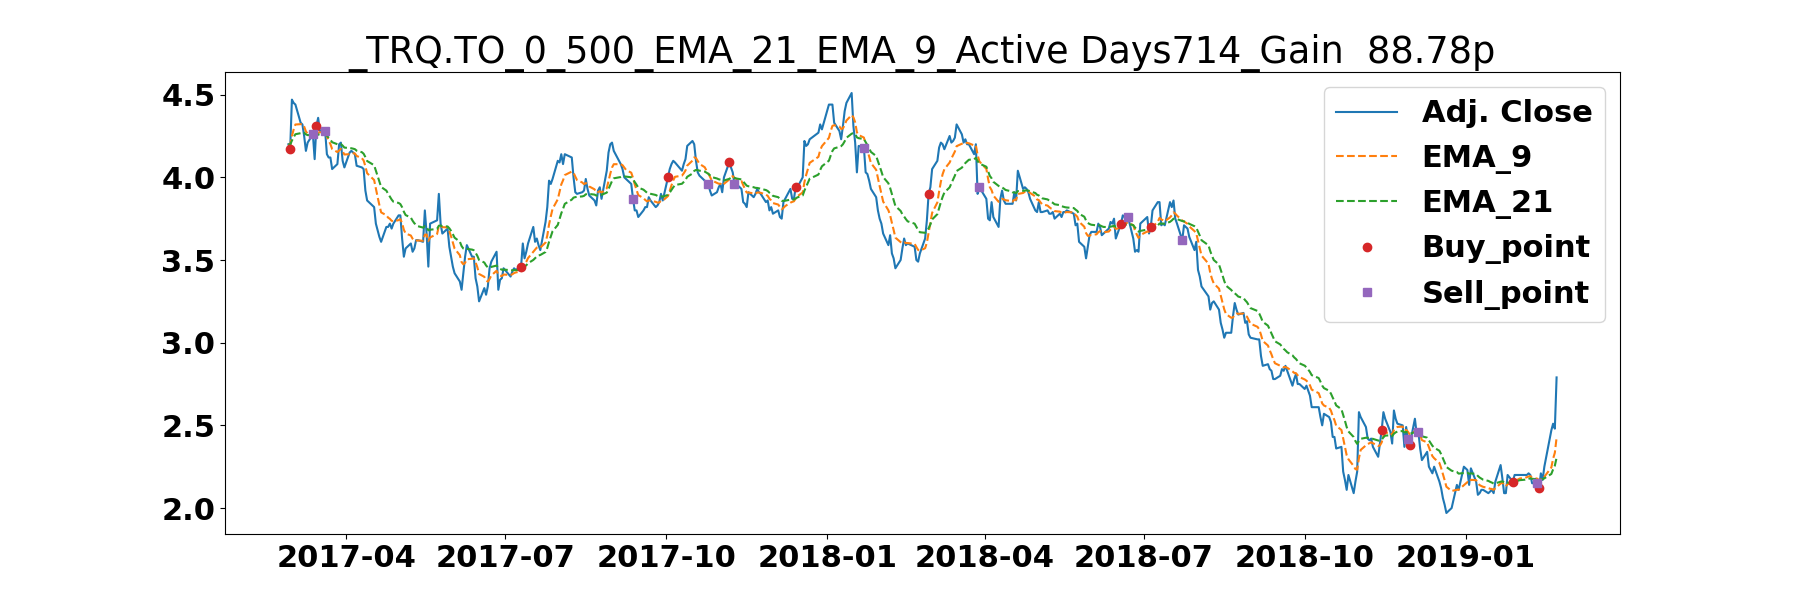 _TRQ.TO_0_500_EMA_21_EMA_9_Active Days714_Gain  88.78p
4.5
4.0
3.5
3.0
2.5
2.0
Adj. Close
EMA_9
EMA_21
Buy_point
Sell_point
2017-04 2017-07 2017-10 2018-01 2018-04 2018-07 2018-10 2019-01